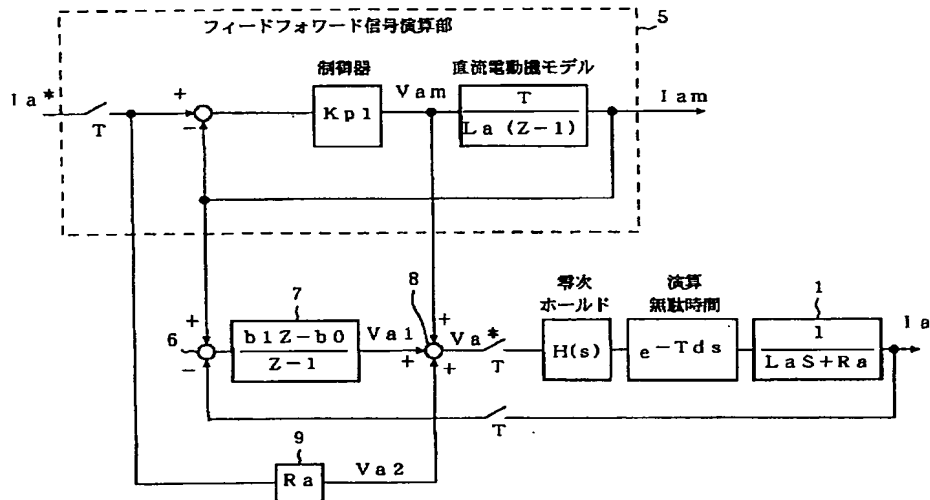 フィードフォワード信号演算部
5
制御器
直流電動機モデル
Ia*
T
+
−
Kp1
Vam
T
La(Z-1)
Iam
8
零次
ホールド
演算
無駄時間
1
7
6
+
−
b1Z-b0
Z-1
Va1
+
+
+
Va*
T
H(s)
e-Tds
1
LaS+Ra
Ia
T
9
Ra
Va2